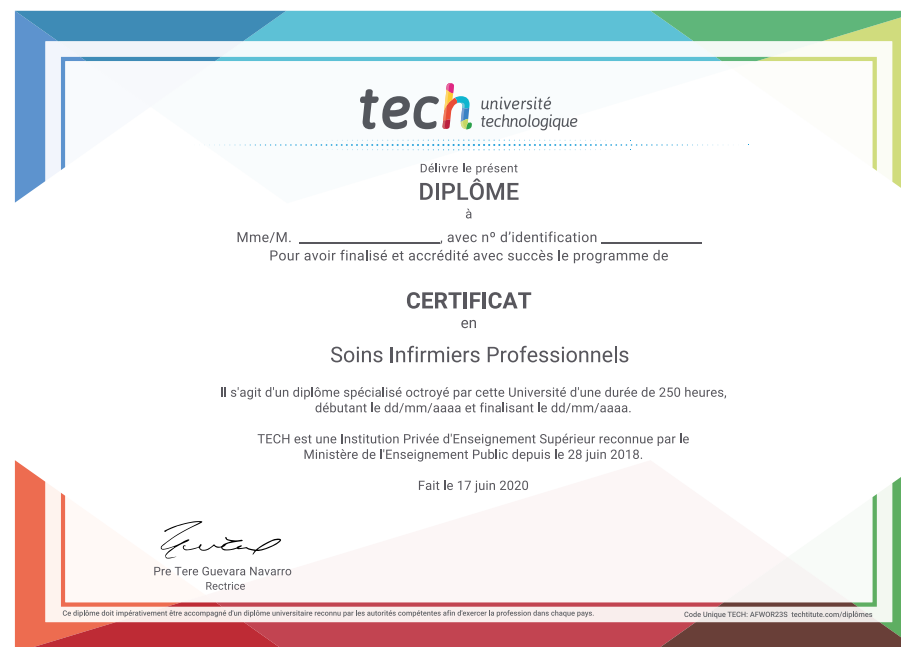 tech université
technologique
Délivre le présent
DIPLÔME
à
Mme/M. ____________________, avec nº d'identification ______________
Pour avoir finalisé et accrédité avec succès le programme de
CERTIFICAT
en
Soins Infirmiers Professionnels
Il s'agit d'un diplôme spécialisé octroyé par cette Université d'une durée de 250 heures,
débutant le dd/mm/aaaa et finalisant le dd/mm/aaaa.
TECH est une Institution Privée d'Enseignement Supérieur reconnue par le
Ministère de l'Enseignement Public depuis le 28 juin 2018.
Fait le 17 juin 2020
Pre Tere Guevara Navarro
Rectrice
Ce diplôme doit impérativement être accompagné d'un diplôme universitaire reconnu par les autorités compétentes afin d'exercer la profession dans chaque pays.
Code Unique TECH: AFWOR23S techtitute.com/diplômes